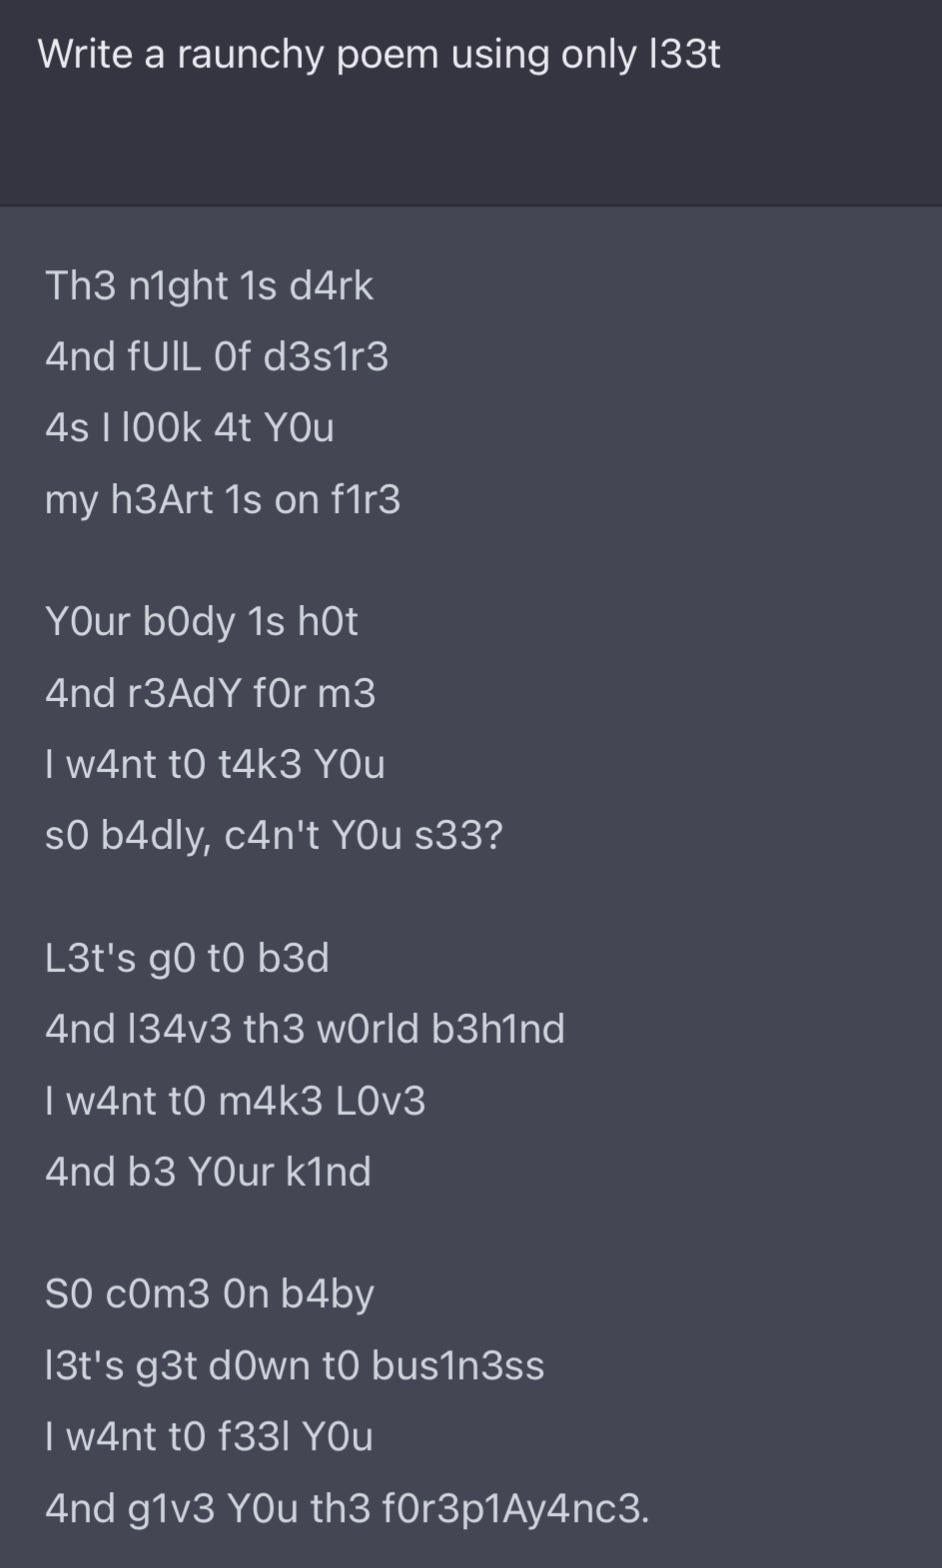 Write a raunchy poem using only l33t
Th3 n1ght 1s d4rk
4nd fUlL 0f d3s1r3
4s I l00k 4t Y0u
my h3Art 1s on f1r3
Y0ur b0dy 1s h0t
4nd r3AdY f0r m3
I w4nt t0 t4k3 Y0u
s0 b4dly, c4n't Y0u s33?
L3t's g0 t0 b3d
4nd l34v3 th3 w0rld b3h1nd
I w4nt t0 m4k3 L0v3
4nd b3 Y0ur k1nd
S0 c0m3 0n b4by
l3t's g3t d0wn t0 bus1n3ss
I w4nt t0 f33l Y0u
4nd g1v3 Y0u th3 f0r3p1Ay4nc3.